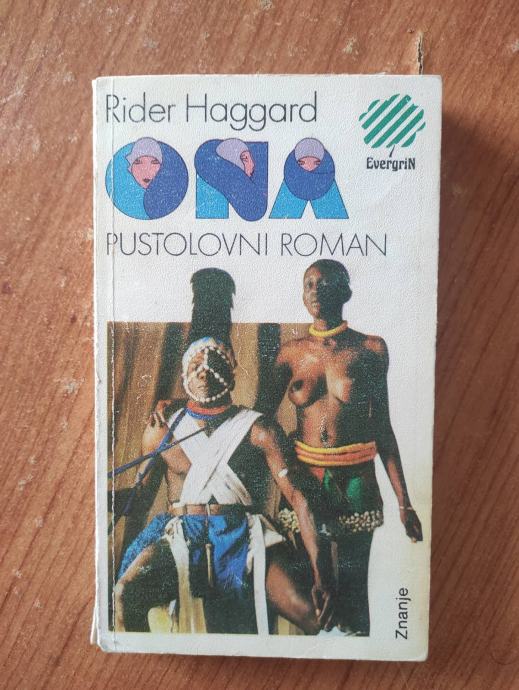 Rider Haggard
EvergriN
ONA
PUSTOLOVNI ROMAN
Znanje